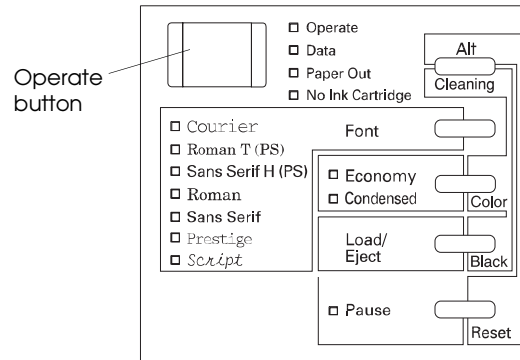 Operate
button
Operate
Data
Paper Out
No Ink Cartridge
Alt
Cleaning
Courier
Roman T (PS)
Sans Serif H (PS)
Roman
Sans Serif
Prestige
Script
Font
Economy
Condensed
Color
Load/
Eject
Black
Pause
Reset